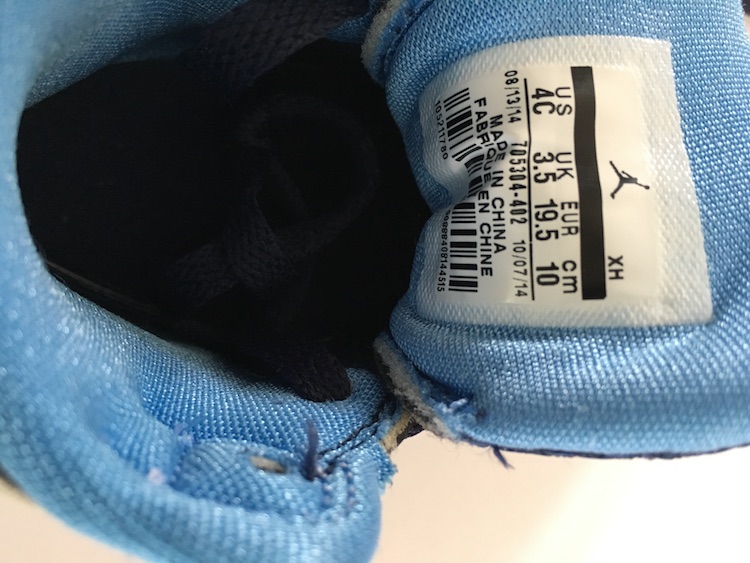 XH
US UK EUR cm
4C 3.5 19.5 10
08/13/14 705304-402 10/07/14
MADE IN CHINA
FABRIQUE EN CHINE
105211780